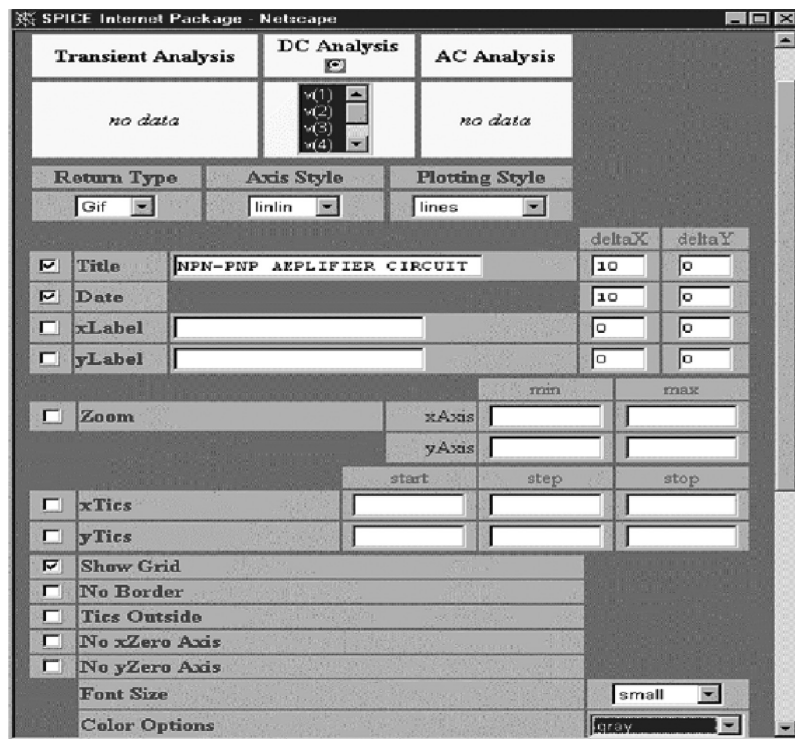 SPICE Internet Package - Netscape
Transient Analysis DC Analysis AC Analysis
no data v(1) no data
v(2)
v(3)
v(4)
Return Type Axis Style Plotting Style
Gif linlin lines
deltaX deltaY
Title NPN-PNP AMPLIFIER CIRCUIT 10 0
Date 10 0
xLabel 0 0
yLabel 0 0
min max
Zoom xAxis
yAxis
start step stop
xTics
yTics
Show Grid
No Border
Tics Outside
No xZero Axis
No yZero Axis
Font Size small
Color Options gray